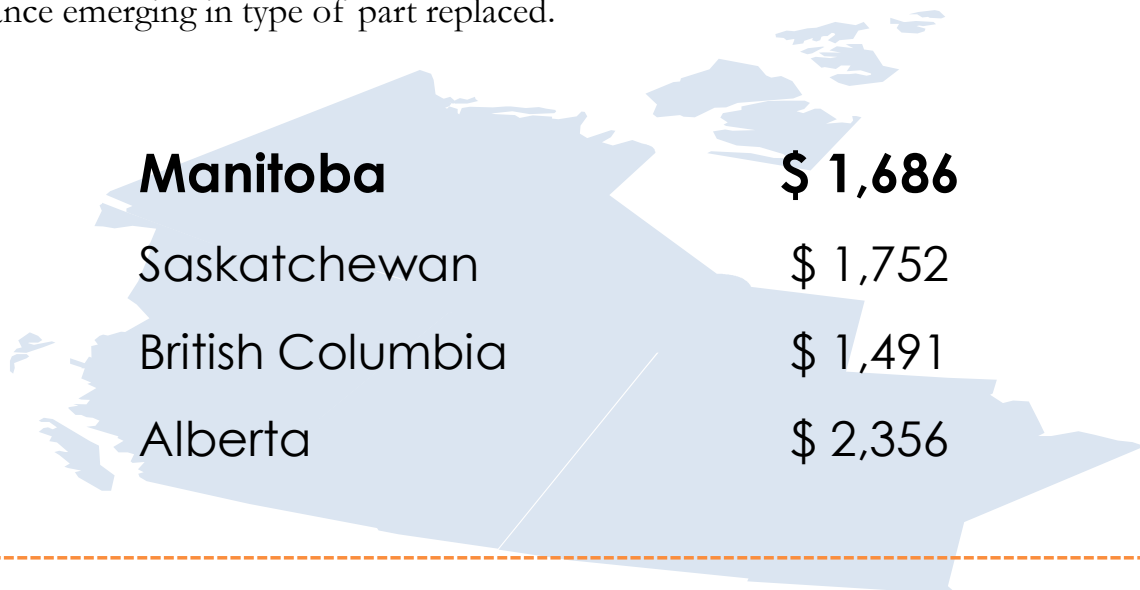 emerging in type of part replaced.
Manitoba $ 1,686
Saskatchewan $ 1,752
British Columbia $ 1,491
Alberta $ 2,356